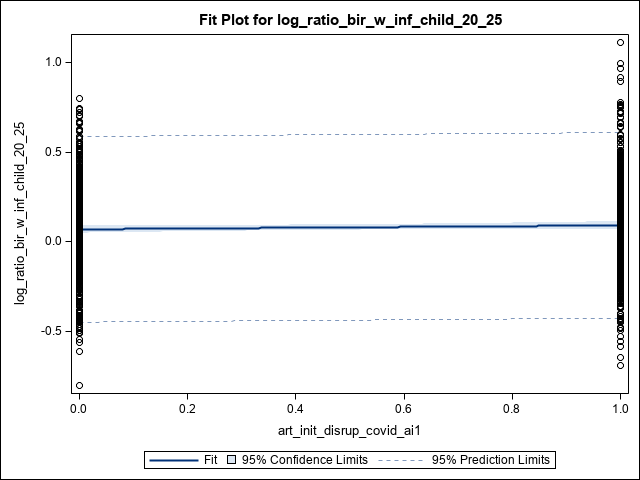 Fit Plot for log_ratio_bir_w_inf_child_20_25
log_ratio_bir_w_inf_child_20_25
1.0
0.5
0.0
-0.5
0.0 0.2 0.4 0.6 0.8 1.0
art_init_disrup_covid_ai1
Fit 95% Confidence Limits 95% Prediction Limits